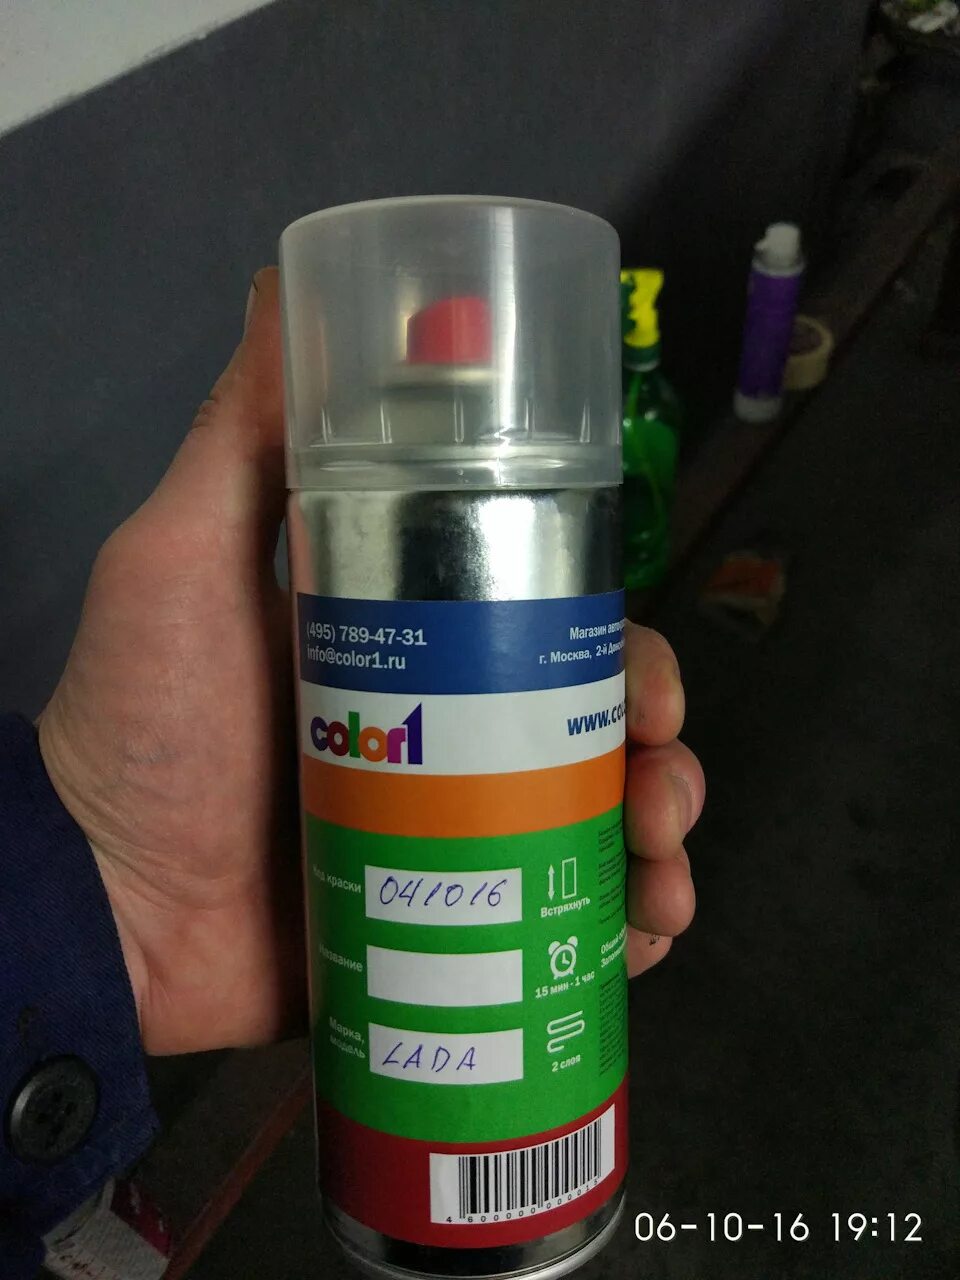 (495) 789-47-31
info@color1.ru
Магазин
г. Москва, 2-й
color1
www.
Код краски
041016
Встряхнуть
Название
15 мин - 1 час
Марка,
модель
LADA
2 слоя
06-10-16 19:12